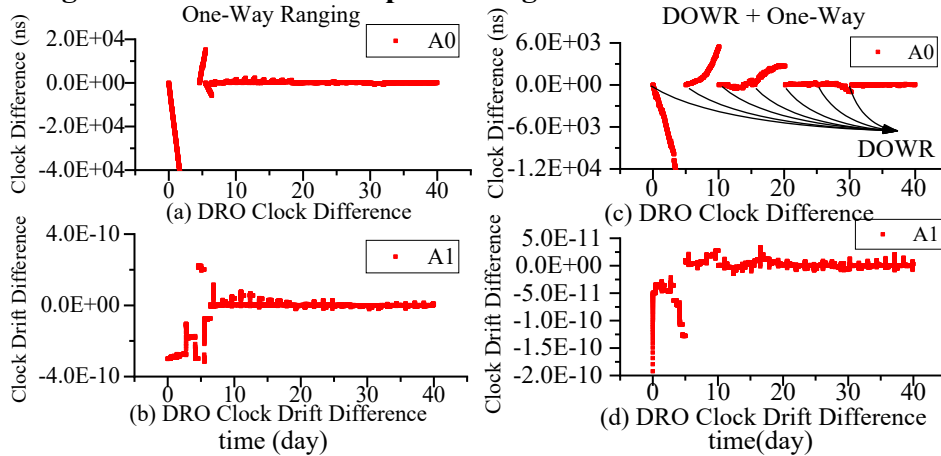 One-Way Ranging
DOWR + One-Way
Clock Difference (ns)
2.0E+04
0.0E+00
-2.0E+04
-4.0E+04
A0
0 10 20 30 40
(a) DRO Clock Difference
Clock Difference (ns)
6.0E+03
0.0E+00
-6.0E+03
-1.2E+04
A0
DOWR
0 10 20 30 40
(c) DRO Clock Difference
Clock Drift Difference
4.0E-10
0.0E+00
-4.0E-10
A1
0 10 20 30 40
(b) DRO Clock Drift Difference
time (day)
Clock Drift Difference
5.0E-11
0.0E+00
-5.0E-11
-1.0E-10
-1.5E-10
-2.0E-10
A1
0 10 20 30 40
(d) DRO Clock Drift Difference
time(day)